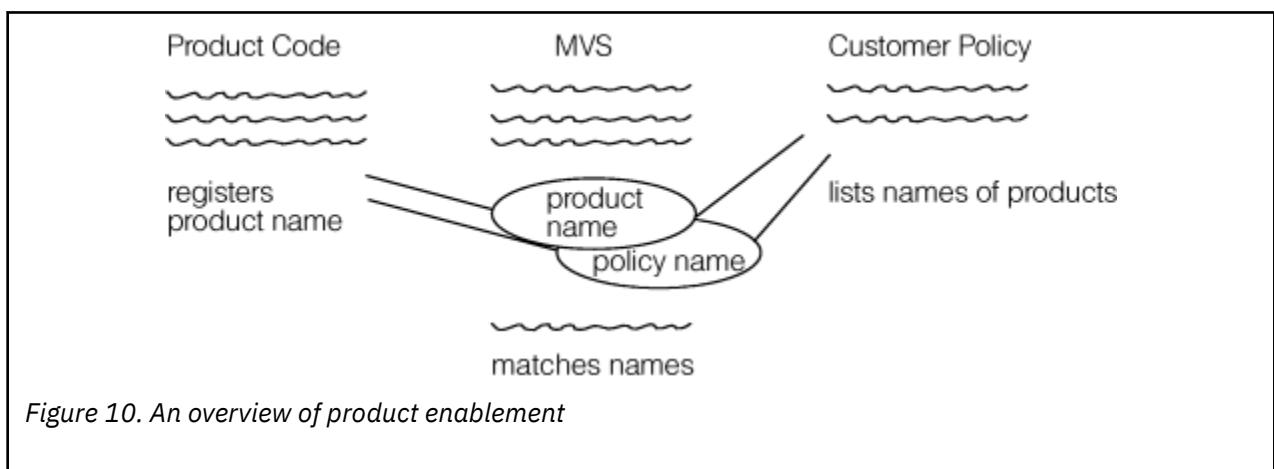 Product Code
MVS
Customer Policy
registers
product name
product
name
policy name
lists names of products
matches names
Figure 10. An overview of product enablement